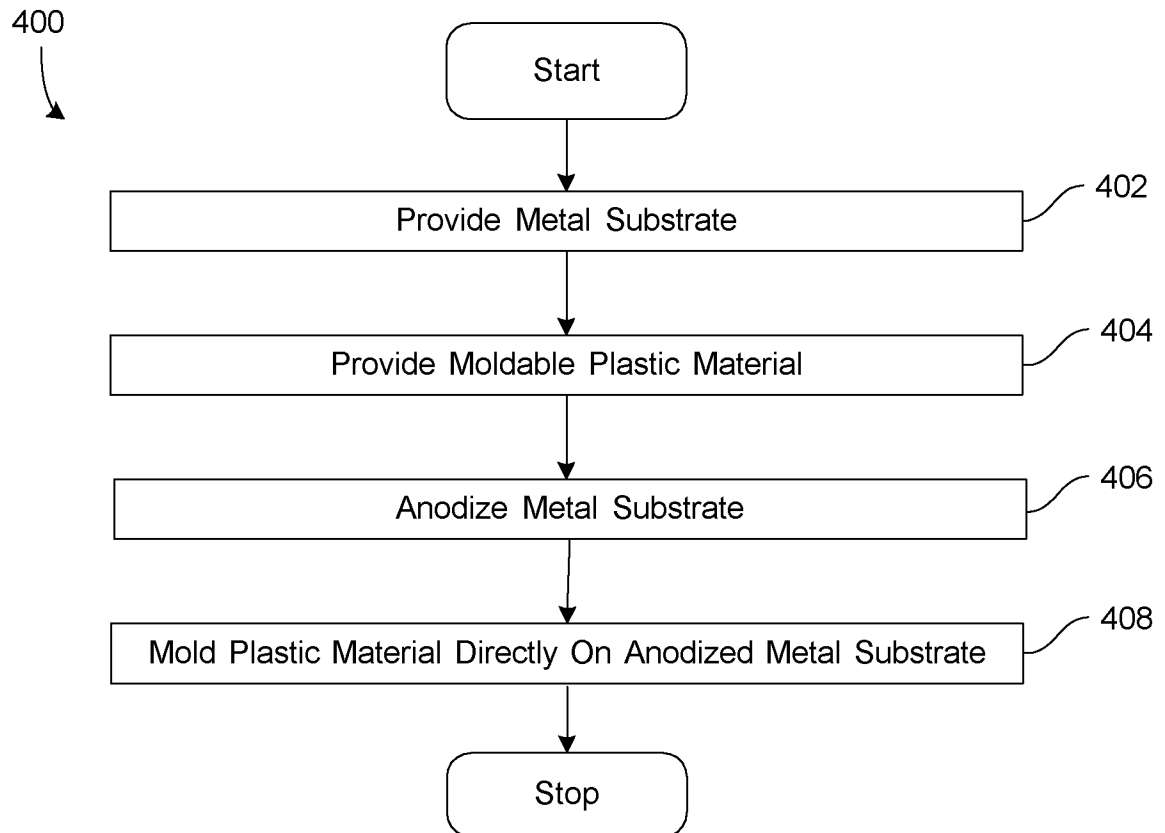 400
Start
Provide Metal Substrate
402
Provide Moldable Plastic Material
404
Anodize Metal Substrate
406
Mold Plastic Material Directly On Anodized Metal Substrate
408
Stop